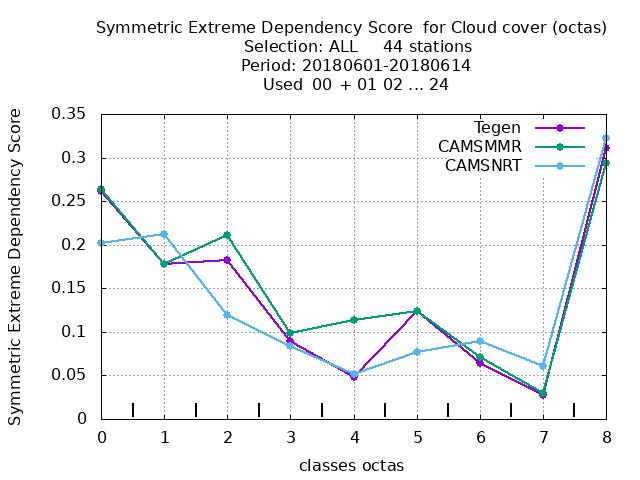 Symmetric Extreme Dependency Score for Cloud cover (octas)
Selection: ALL 44 stations
Period: 20180601-20180614
Used 00 + 01 02 ... 24
Symmetric Extreme Dependency Score
0.35
0.3
0.25
0.2
0.15
0.1
0.05
0
Tegen
CAMSMMR
CAMSNRT
0 1 2 3 4 5 6 7 8
classes octas